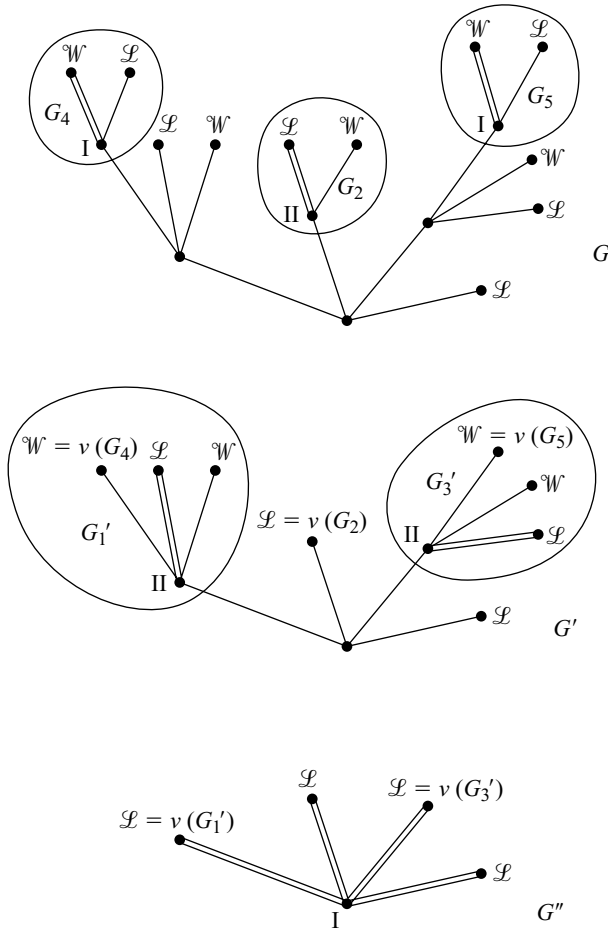 𝒲 ℒ
G₄
I
ℒ 𝒲
ℒ 𝒲
G₂
II
𝒲 ℒ
G₅
I
𝒲
ℒ
ℒ
G
𝒲 = v (G₄) ℒ 𝒲
G₁′
II
ℒ = v (G₂)
𝒲 = v (G₅)
G₃′
𝒲
II
ℒ
ℒ
G′
ℒ = v (G₁′)
ℒ
ℒ = v (G₃′)
ℒ
I
G″